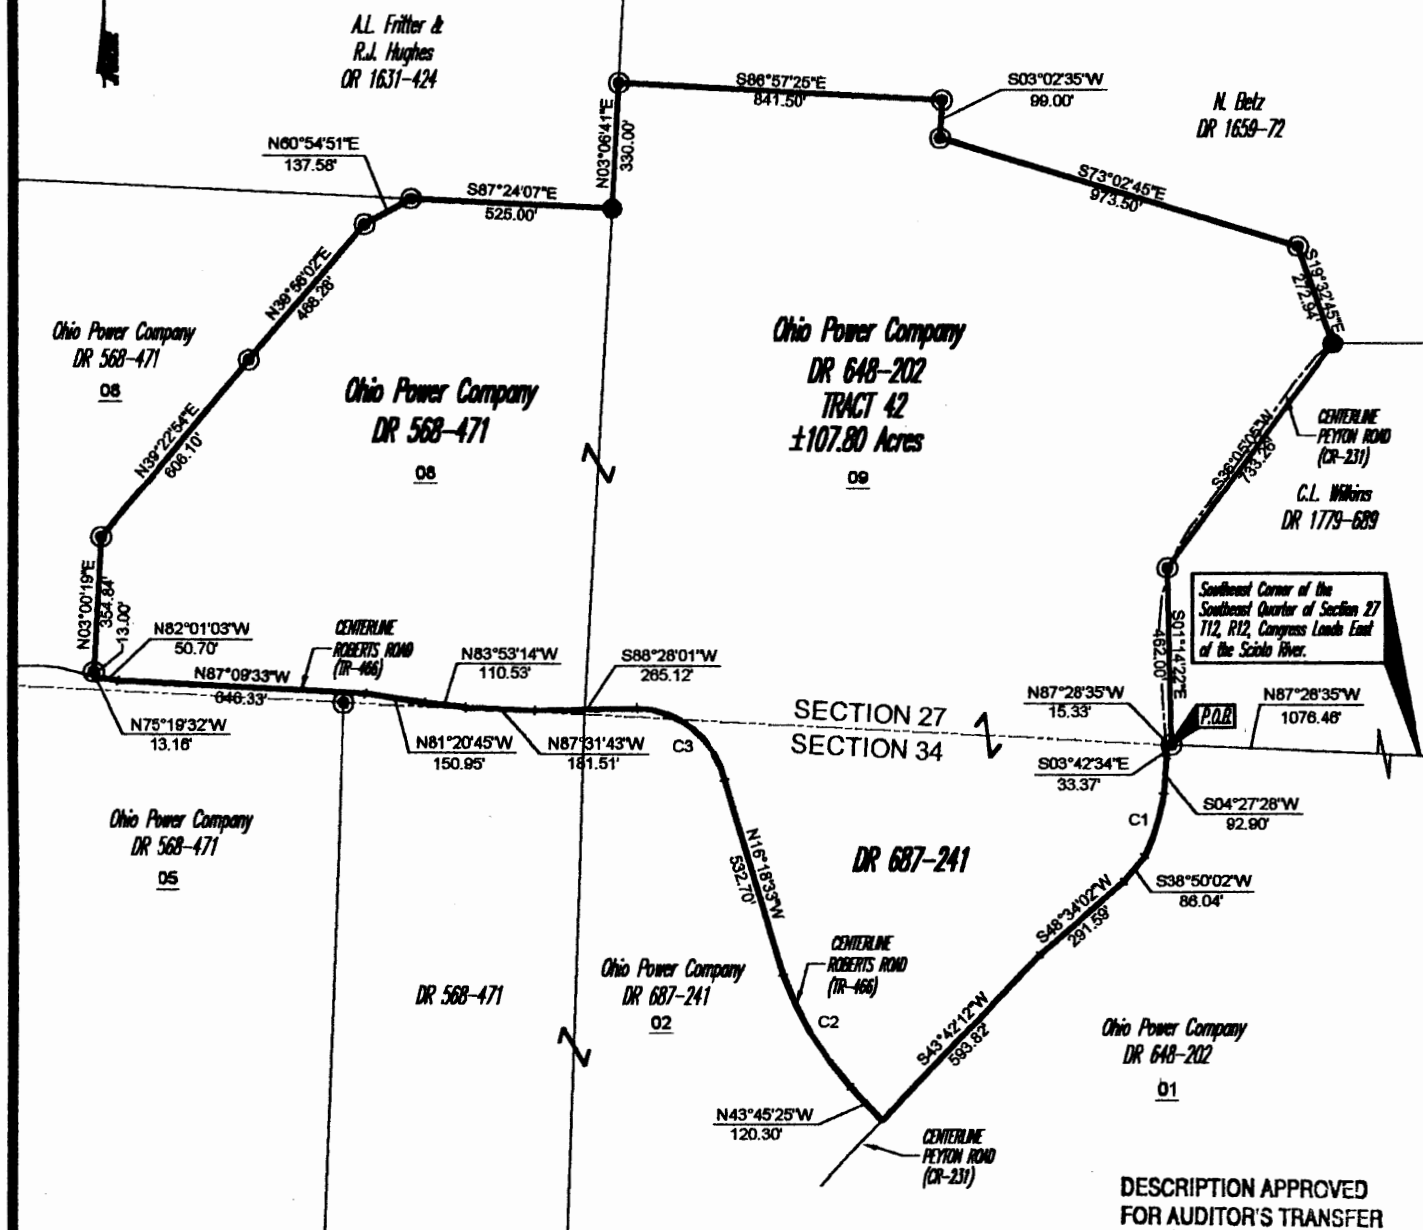 A.L. Fritter &
R.J. Hughes
OR 1631-424
S86°57'25"E
841.50'
S03°02'35"W
99.00'
N. Betz
DR 1659-72
N03°06'41"E
330.00'
N60°54'51"E
137.58'
S87°24'07"E
525.00'
S73°02'45"E
973.50'
S19°32'45"E
272.94'
N39°56'02"E
468.28'
Ohio Power Company
DR 568-471
08
Ohio Power Company
DR 568-471
08
Ohio Power Company
DR 648-202
TRACT 42
±107.80 Acres
09
CENTERLINE
PEYTON ROAD
(CR-231)
S36°05'05"W
733.26'
C.L. Wilkins
DR 1779-689
N39°22'54"E
606.10'
N03°00'19"E
354.84'
13.00'
N82°01'03"W
50.70'
CENTERLINE
ROBERTS ROAD
(TR-466)
N87°09'33"W
646.33'
N83°53'14"W
110.53'
S88°28'01"W
265.12'
S01°14'22"E
462.00'
Southeast Corner of the
Southeast Quarter of Section 27
T12, R12, Congress Lands East
of the Scioto River.
N75°19'32"W
13.16'
N81°20'45"W
150.95'
N87°31'43"W
181.51'
C3
SECTION 27
SECTION 34
N87°28'35"W
15.33'
P.O.B.
N87°28'35"W
1076.46'
S03°42'34"E
33.37'
S04°27'28"W
92.90'
C1
Ohio Power Company
DR 568-471
05
N16°18'33"W
532.70'
DR 687-241
S38°50'02"W
86.04'
S48°34'02"W
291.59'
CENTERLINE
ROBERTS ROAD
(TR-466)
DR 568-471
Ohio Power Company
DR 687-241
02
C2
S43°42'12"W
593.82'
Ohio Power Company
DR 648-202
01
N43°45'25"W
120.30'
CENTERLINE
PEYTON ROAD
(CR-231)
DESCRIPTION APPROVED
FOR AUDITOR'S TRANSFER